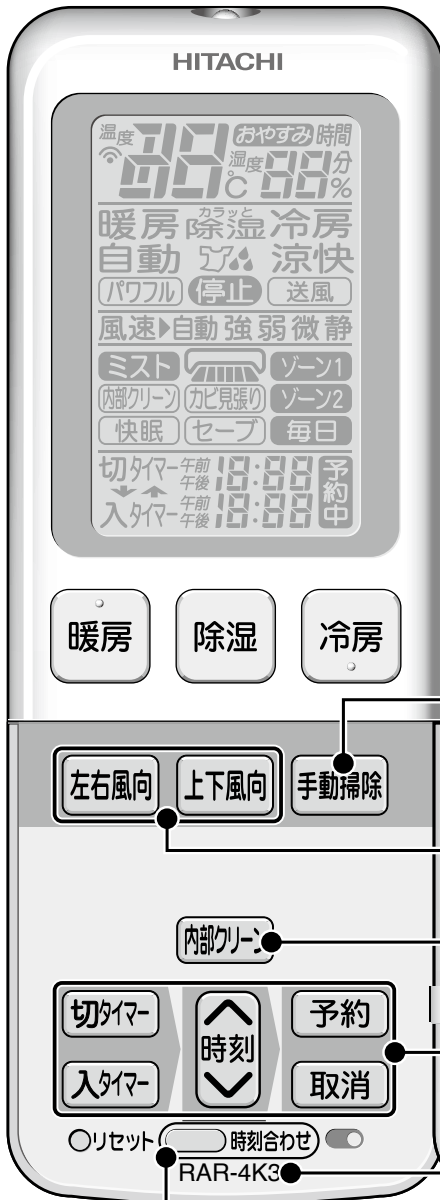 HITACHI
温度 88 おやすみ 時間
℃ 湿度 88 分 %
カラッと
暖房 除湿 冷房
自動 涼快
パワフル 停止 送風
風速▶自動 強 弱 微 静
ミスト ゾーン1
内部クリーン カビ見張り ゾーン2
快眠 セーブ 毎日
切タイマー 午前 午後 18:88 予約中
入タイマー 午前 午後 18:88
暖房 除湿 冷房
左右風向 上下風向 手動掃除
内部クリーン
切タイマー 時刻 予約
入タイマー 取消
リセット 時刻合わせ
RAR-4K3